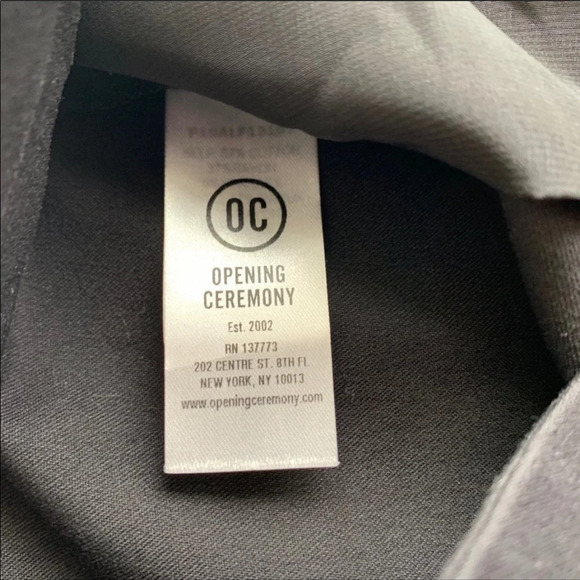 OC
OPENING
CEREMONY
Est. 2002
RN 137773
202 CENTRE ST. 8TH FL
NEW YORK, NY 10013
www.openingceremony.com